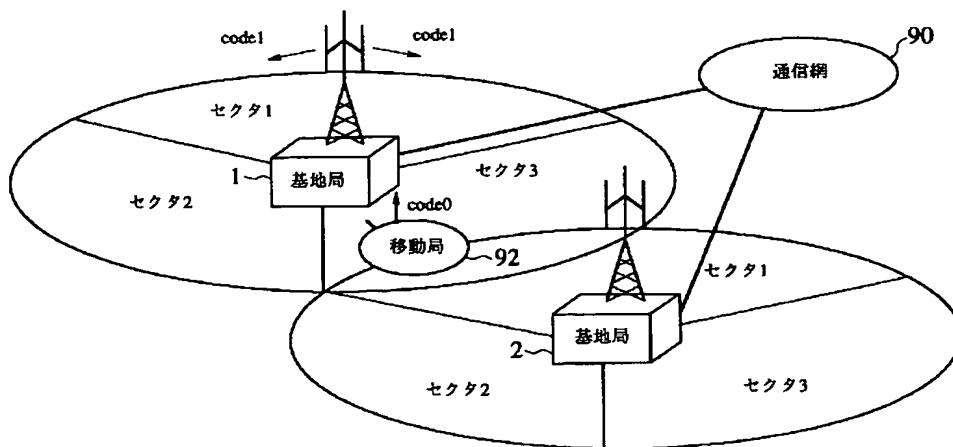 code1
code1
90
通信網
セクタ1
1
基地局
セクタ3
セクタ2
code0
移動局
92
セクタ1
2
基地局
セクタ2
セクタ3